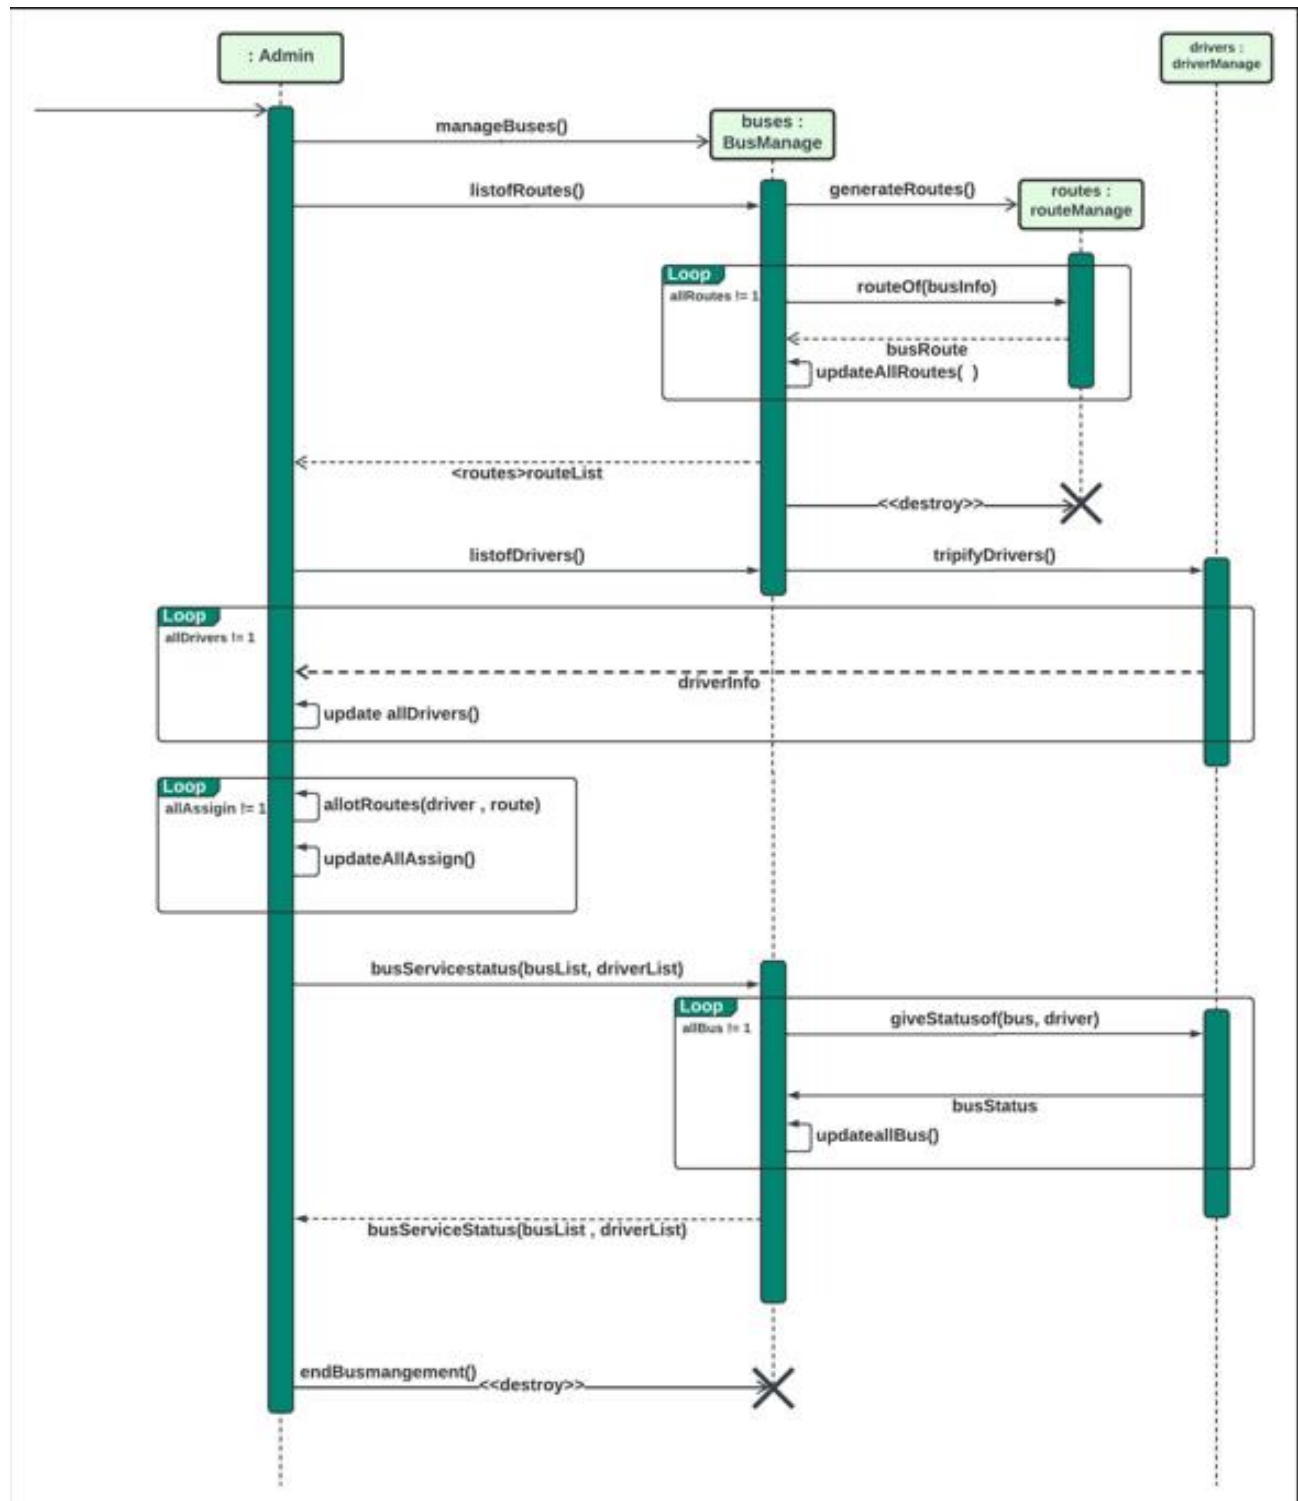 : Admin
drivers :
driverManage
manageBuses()
buses :
BusManage
listofRoutes()
generateRoutes()
routes :
routeManage
Loop
allRoutes != 1
routeOf(busInfo)
busRoute
updateAllRoutes(  )
<routes>routeList
<<destroy>>
listofDrivers()
tripifyDrivers()
Loop
allDrivers != 1
driverInfo
update allDrivers()
Loop
allAssigin != 1
allotRoutes(driver , route)
updateAllAssign()
busServicestatus(busList, driverList)
Loop
allBus != 1
giveStatusof(bus, driver)
busStatus
updateallBus()
busServiceStatus(busList , driverList)
endBusmangement()
<<destroy>>